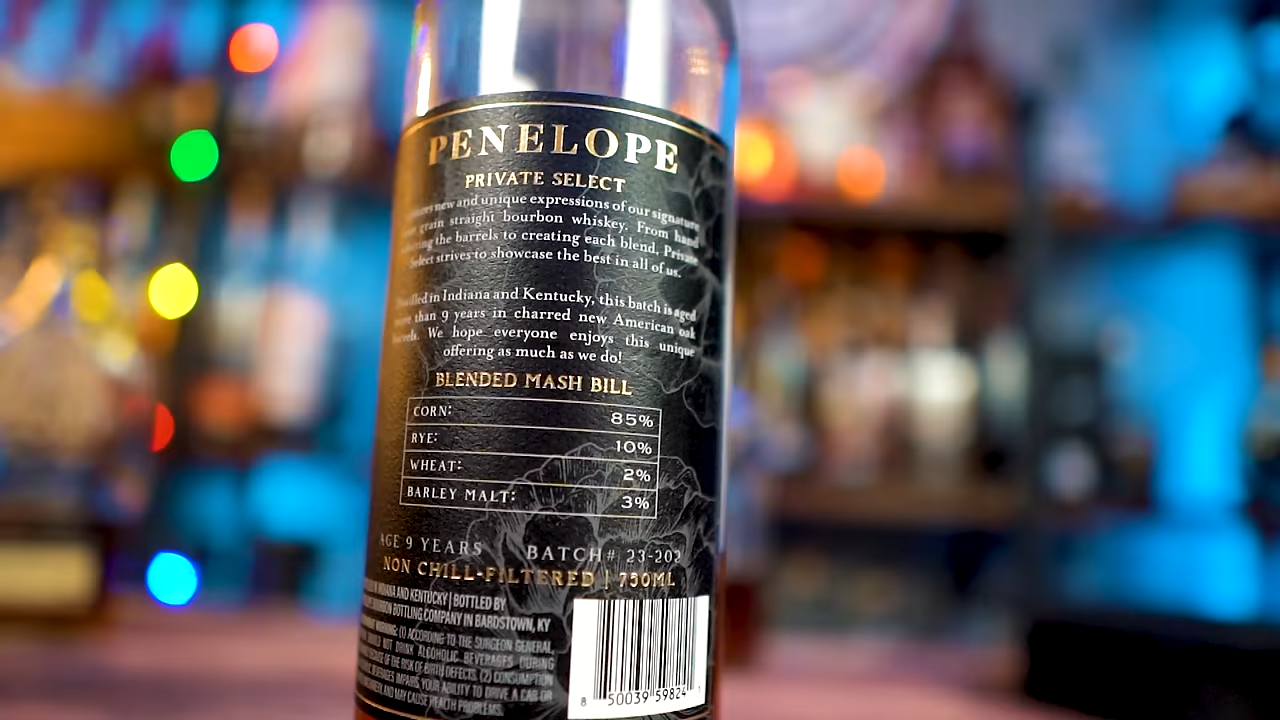 PENELOPE
PRIVATE SELECT
new and unique expressions of our signature
grain straight bourbon whiskey. From hand
the barrels to creating each blend, Private
Select strives to showcase the best in all of us.
in Indiana and Kentucky, this batch is aged
than 9 years in charred new American oak
We hope everyone enjoys this unique
offering as much as we do!
BLENDED MASH BILL
CORN: 85%
RYE: 10%
WHEAT: 2%
BARLEY MALT: 3%
AGE 9 YEARS BATCH#: 23-202
NON CHILL-FILTERED | 750ML
IN INDIANA AND KENTUCKY | BOTTLED BY
BOTTLING COMPANY IN BARDSTOWN, KY
WARNING: (1) ACCORDING TO THE SURGEON GENERAL,
SHOULD NOT DRINK ALCOHOLIC BEVERAGES DURING
BECAUSE OF THE RISK OF BIRTH DEFECTS. (2) CONSUMPTION
BEVERAGES IMPAIRS YOUR ABILITY TO DRIVE A CAR OR
AND MAY CAUSE HEALTH PROBLEMS.
8 50039 59824 1